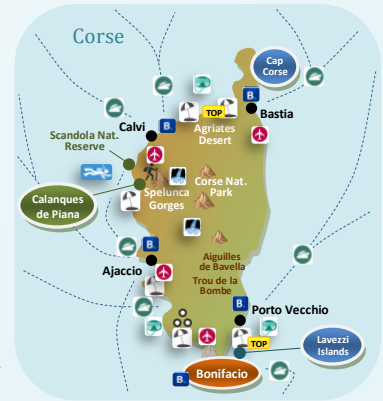 Corse
Cap
Corse
B.
Bastia
TOP
Agriates
Desert
B.
Calvi
Scandola Nat.
Reserve
Spelunca
Gorges
Corse Nat.
Park
Calanques
de Piana
B.
Ajaccio
Aiguilles
de Bavella
Trou de la
Bombe
B.
Porto Vecchio
TOP
Lavezzi
Islands
B.
Bonifacio